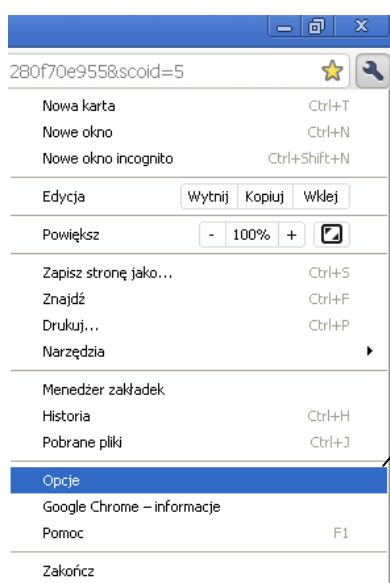 280f70e955&scoid=5
Nowa karta Ctrl+T
Nowe okno Ctrl+N
Nowe okno incognito Ctrl+Shift+N
Edycja Wytnij Kopiuj Wklej
Powiększ - 100% +
Zapisz stronę jako... Ctrl+S
Znajdź Ctrl+F
Drukuj... Ctrl+P
Narzędzia
Menedżer zakładek
Historia Ctrl+H
Pobrane pliki Ctrl+J
Opcje
Google Chrome – informacje
Pomoc F1
Zakończ